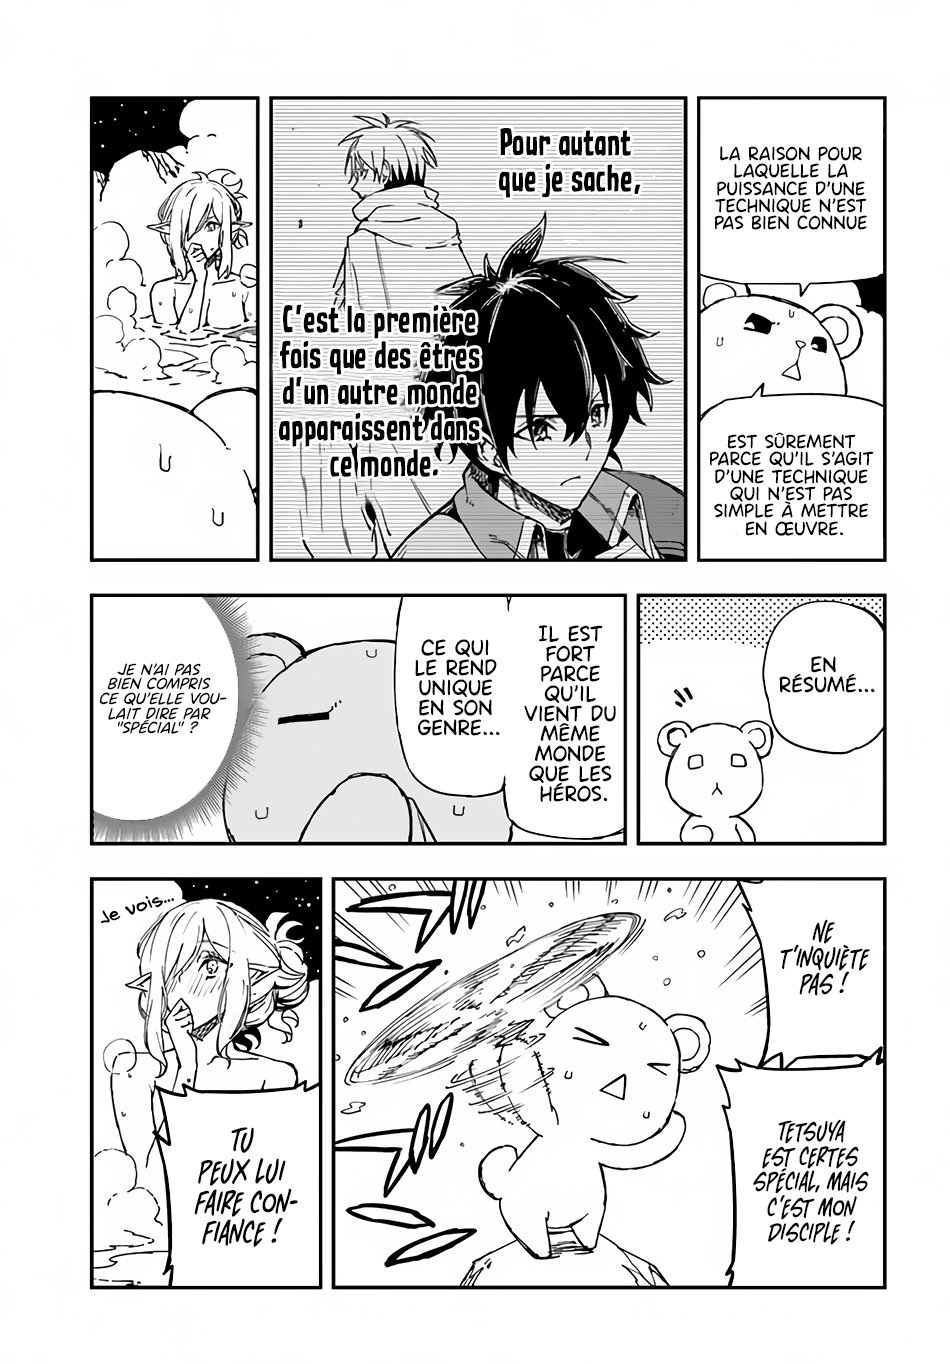 LA RAISON POUR
LAQUELLE LA
PUISSANCE D'UNE
TECHNIQUE N'EST
PAS BIEN CONNUE
EST SÛREMENT
PARCE QU'IL S'AGIT
D'UNE TECHNIQUE
QUI N'EST PAS
SIMPLE À METTRE
EN ŒUVRE.
Pour autant
que je sache,
C'est la première
fois que des êtres
d'un autre monde
apparaissent dans
ce monde.
EN
RÉSUMÉ...
IL EST
FORT
PARCE
QU'IL
VIENT DU
MÊME
MONDE
QUE LES
HÉROS.
CE QUI
LE REND
UNIQUE
EN SON
GENRE...
JE N'AI PAS
BIEN COMPRIS
CE QU'ELLE VOU-
LAIT DIRE PAR
"SPÉCIAL" ?
NE
T'INQUIÈTE
PAS !
TETSUYA
EST CERTES
SPÉCIAL, MAIS
C'EST MON
DISCIPLE !
Je vois...
TU
PEUX LUI
FAIRE CON-
FIANCE !